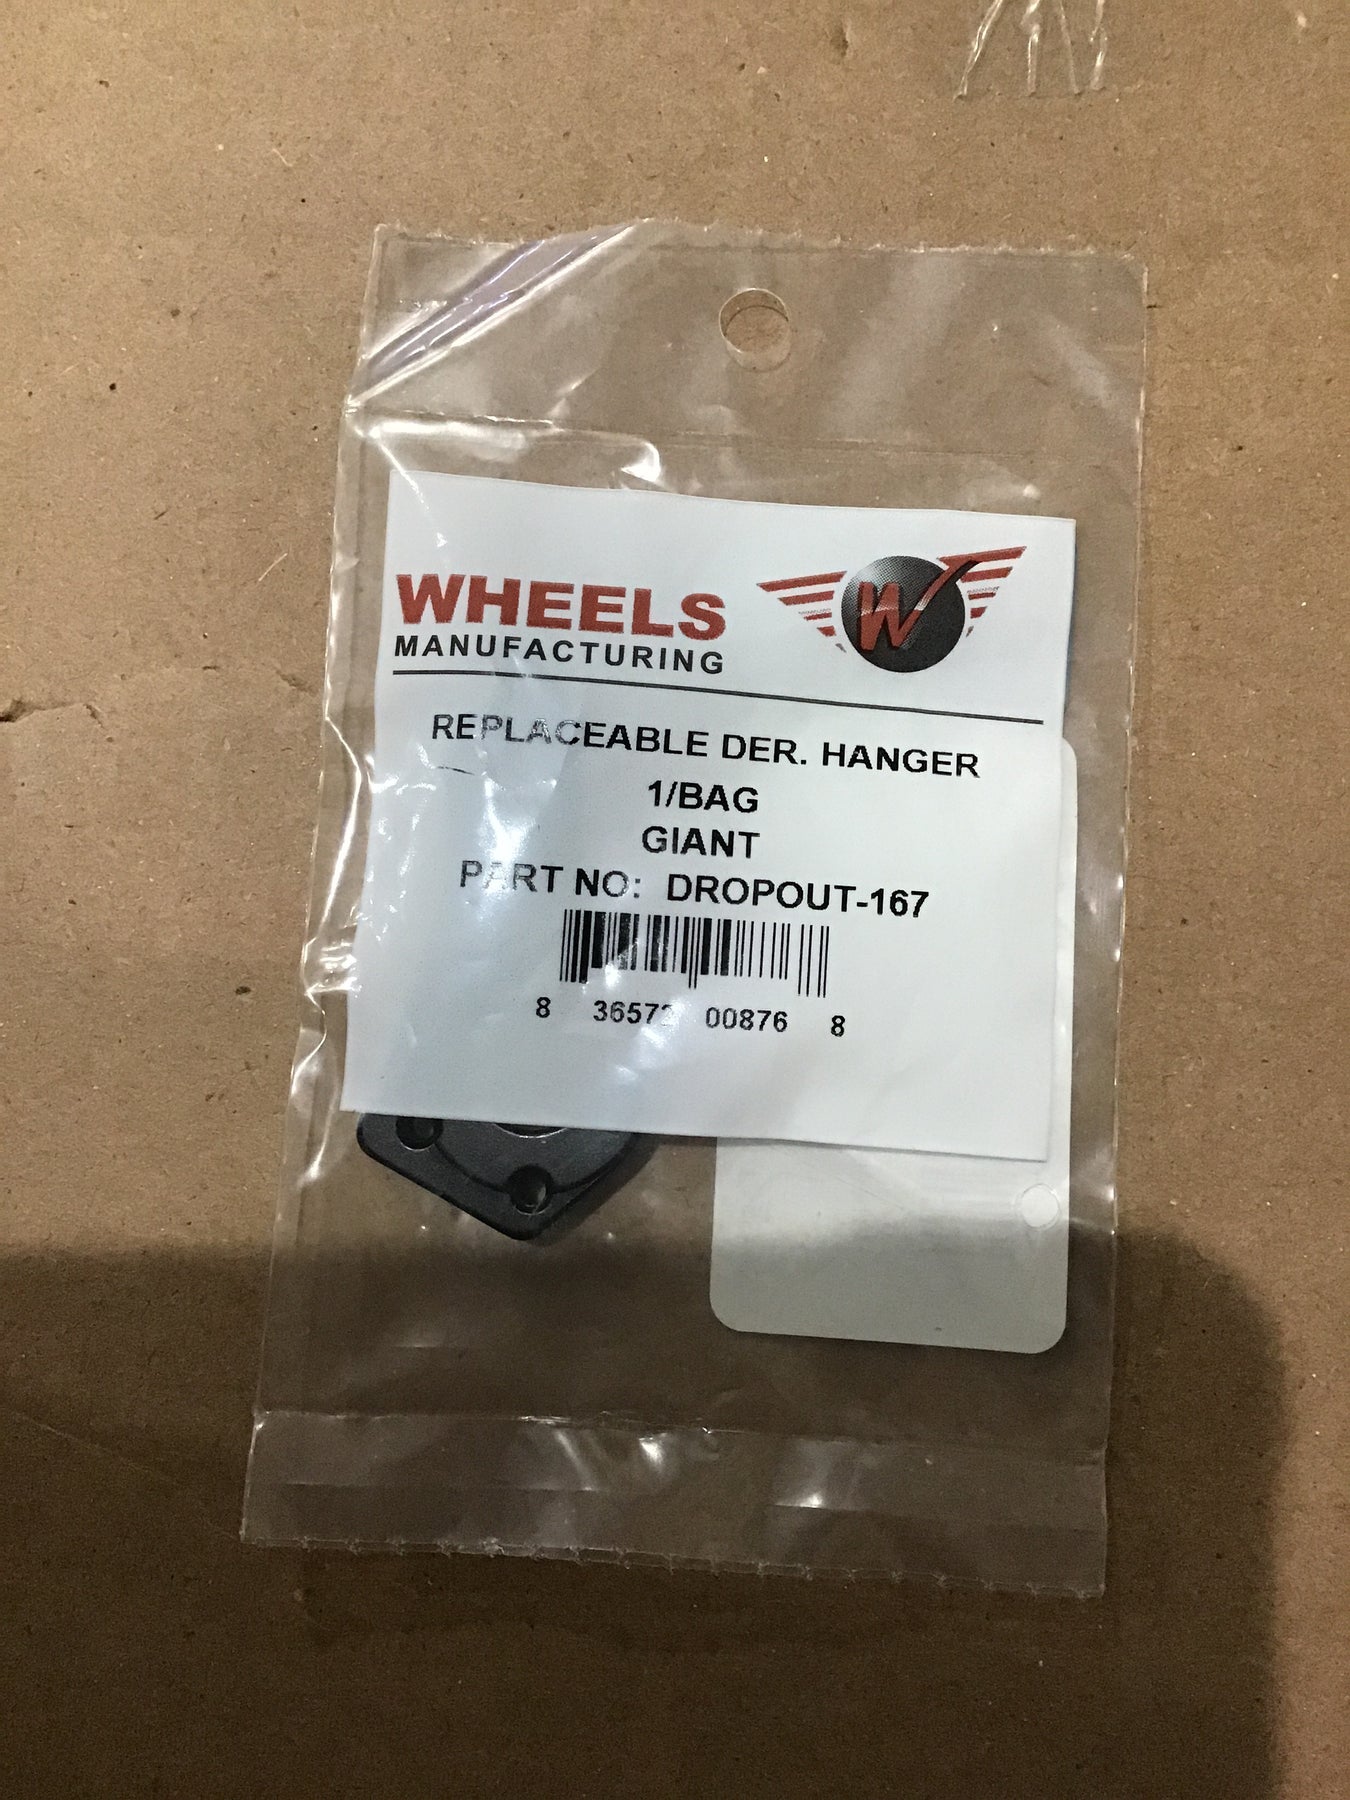 WHEELS
MANUFACTURING
W
REPLACEABLE DER. HANGER
1/BAG
GIANT
PART NO: DROPOUT-167
8 36572 00876 8